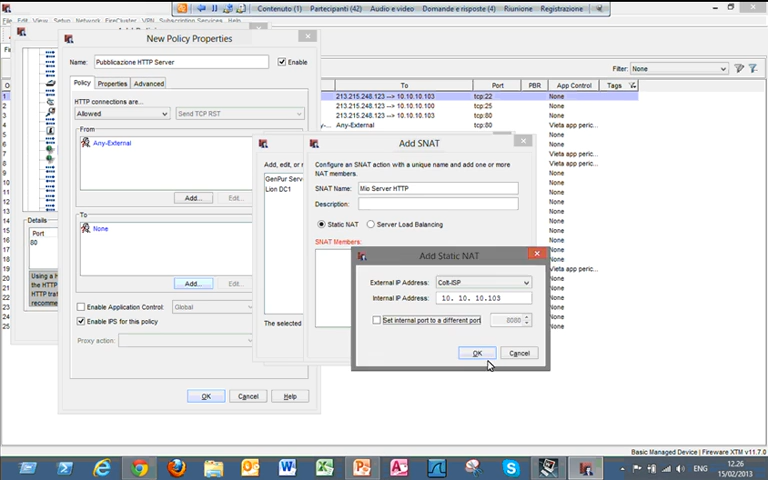 Contenuto (1) Partecipanti (42) Audio e video Domande e risposte (4) Riunione Registrazione
File Edit View Setup Network FireCluster VPN Subscription Services Help
New Policy Properties
Name: Pubblicazione HTTP Server Enable
Policy Properties Advanced
HTTP connections are...
Allowed Send TCP RST
From
Any-External
Add... Edit...
To
None
Add... Edit...
Enable Application Control: Global
Enable IPS for this policy
Proxy action:
OK Cancel Help
Details
Port
80
Using a
the HTTP
HTTP traf
recomme
Add, edit, or
GenPur Serv
Lion DC1
The selected
Add SNAT
Configure an SNAT action with a unique name and add one or more
NAT members.
SNAT Name: Mio Server HTTP
Description:
Static NAT Server Load Balancing
SNAT Members:
Add Static NAT
External IP Address: Colt-ISP
Internal IP Address: 10. 10. 10.103
Set internal port to a different port 8080
OK Cancel
Filter: None
To Port PBR App Control Tags
213.215.248.123 --> 10.10.10.103 tcp:22 None
213.215.248.123 --> 10.10.10.100 tcp:25 None
213.215.248.123 --> 10.10.10.103 tcp:80 None
Any-External tcp:80 Vieta app peric...
None
None
Vieta app peric...
Vieta app peric...
None
None
None
None
None
None
None
None
None
None
Vieta app peric...
None
None
None
None
None
Basic Managed Device Fireware XTM v11.7.0
ENG
12.26
15/02/2013